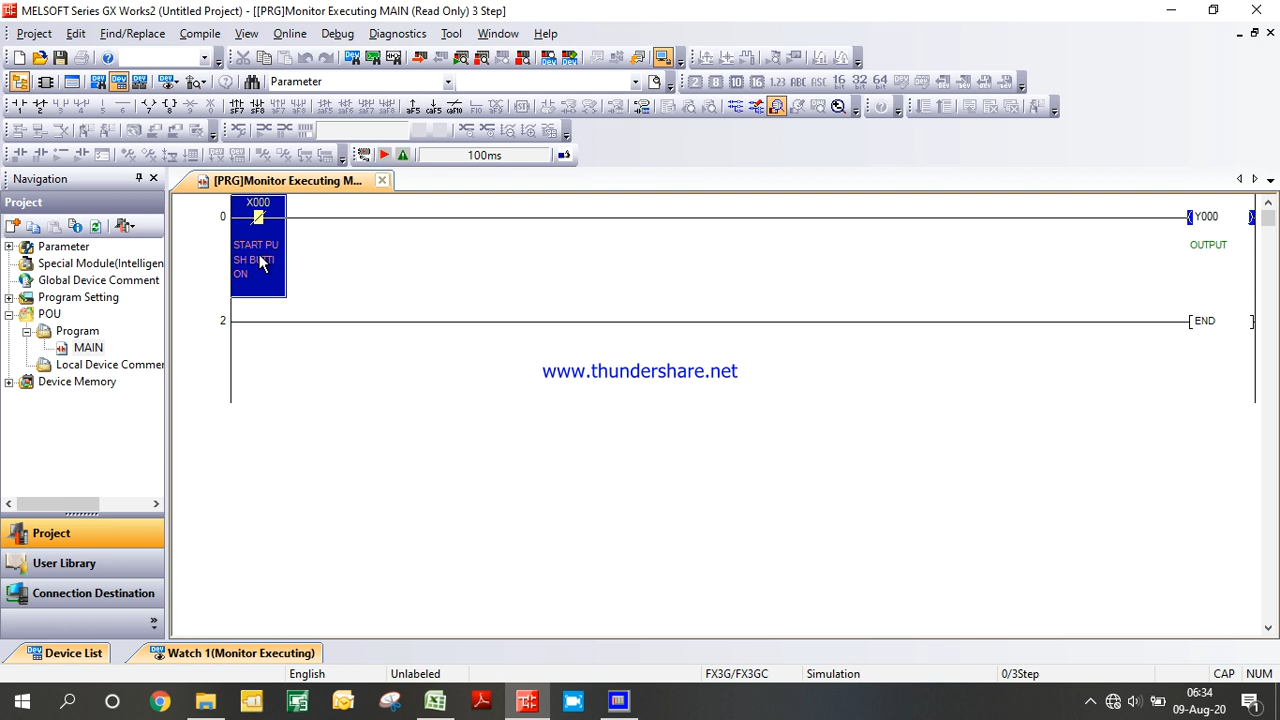 MELSOFT Series GX Works2 (Untitled Project) - [[PRG]Monitor Executing MAIN (Read Only) 3 Step]
Project Edit Find/Replace Compile View Online Debug Diagnostics Tool Window Help
Parameter
100ms
Navigation
[PRG]Monitor Executing M...
Project
Parameter
Special Module(Intelligen
Global Device Comment
Program Setting
POU
Program
MAIN
Local Device Commer
Device Memory
Project
User Library
Connection Destination
0
X000
Y000
START PU
SH BUTTI
ON
OUTPUT
2
END
www.thundershare.net
Device List
Watch 1(Monitor Executing)
English
Unlabeled
FX3G/FX3GC
Simulation
0/3Step
CAP
NUM
06:34
09-Aug-20